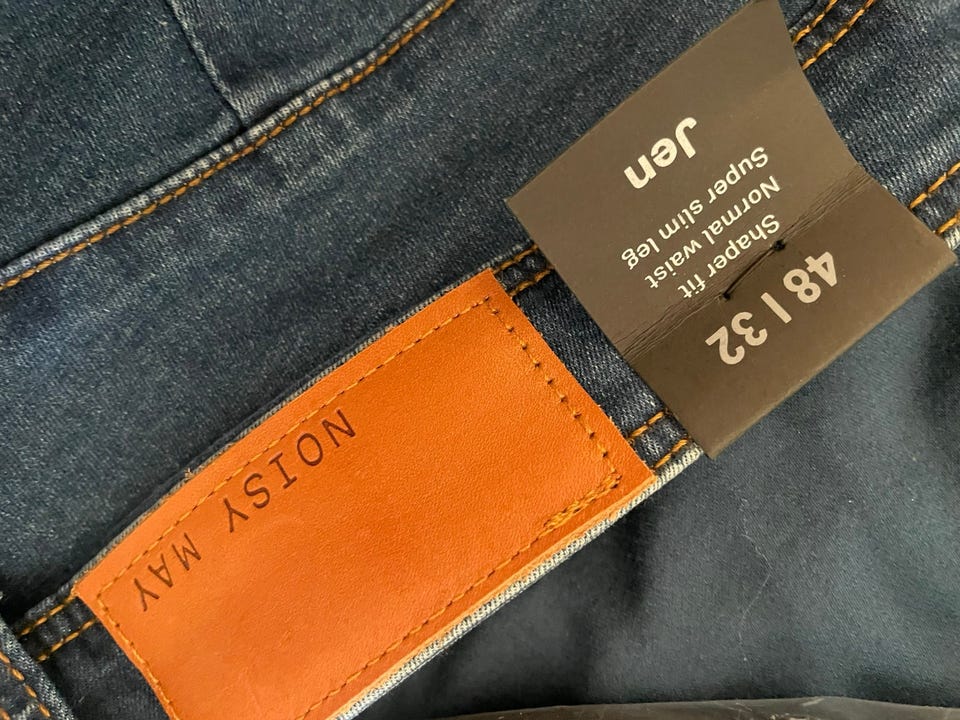 48 | 32
Shaper fit
Normal waist
Super slim leg
Jen
NOISY MAY